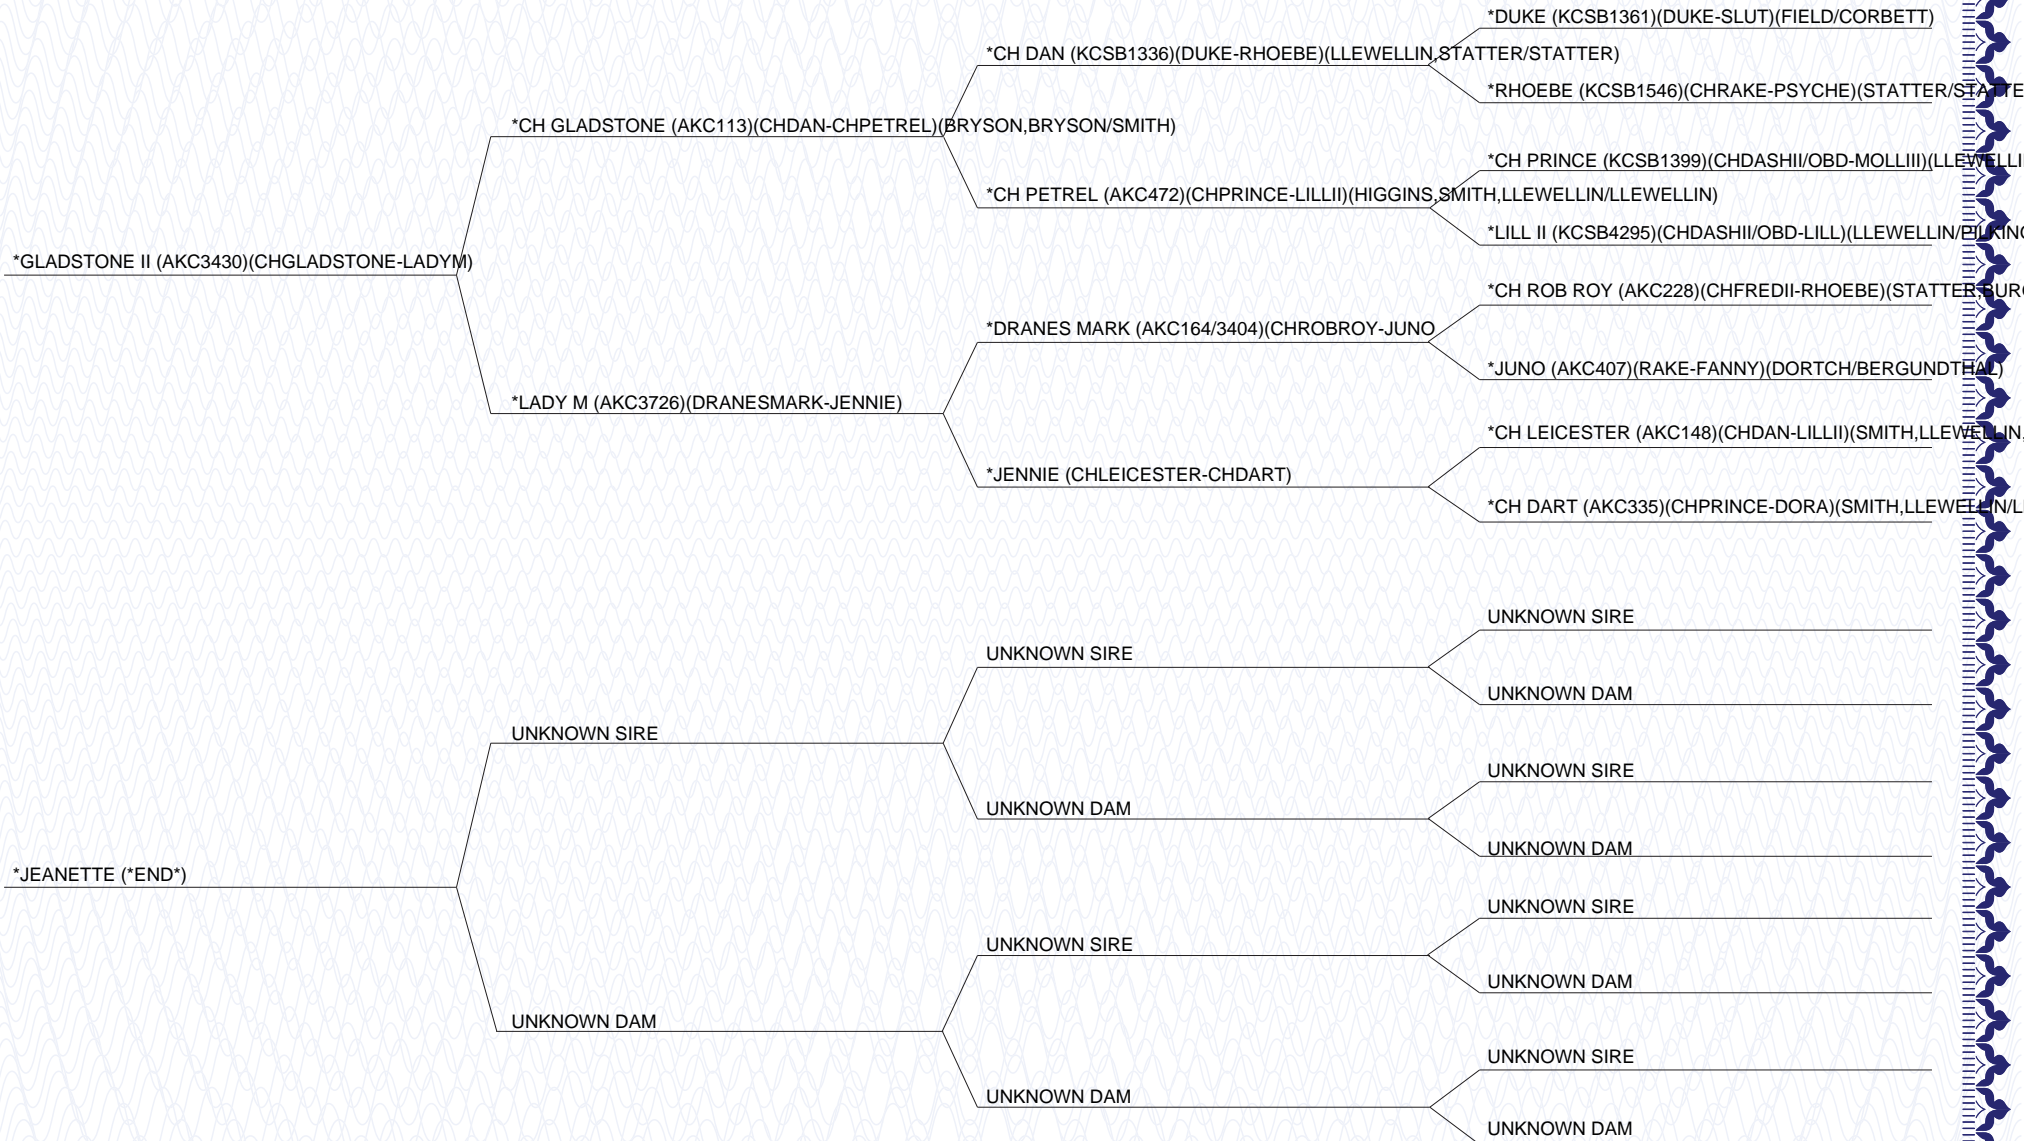 *DUKE (KCSB1361)(DUKE-SLUT)(FIELD/CORBETT)
*CH DAN (KCSB1336)(DUKE-RHOEBE)(LLEWELLIN,STATTER/STATTER)
*RHOEBE (KCSB1546)(CHRAKE-PSYCHE)(STATTER/STATTE
*CH GLADSTONE (AKC113)(CHDAN-CHPETREL)(BRYSON,BRYSON/SMITH)
*CH PRINCE (KCSB1399)(CHDASHII/OBD-MOLLIII)(LLEWELLI
*CH PETREL (AKC472)(CHPRINCE-LILLII)(HIGGINS,SMITH,LLEWELLIN/LLEWELLIN)
*LILL II (KCSB4295)(CHDASHII/OBD-LILL)(LLEWELLIN/PILKING
*GLADSTONE II (AKC3430)(CHGLADSTONE-LADYM)
*CH ROB ROY (AKC228)(CHFREDII-RHOEBE)(STATTER,BURG
*DRANES MARK (AKC164/3404)(CHROBROY-JUNO
*JUNO (AKC407)(RAKE-FANNY)(DORTCH/BERGUNDTHAL)
*LADY M (AKC3726)(DRANESMARK-JENNIE)
*CH LEICESTER (AKC148)(CHDAN-LILLII)(SMITH,LLEWELLIN,
*JENNIE (CHLEICESTER-CHDART)
*CH DART (AKC335)(CHPRINCE-DORA)(SMITH,LLEWELLIN/L
UNKNOWN SIRE
UNKNOWN SIRE
UNKNOWN DAM
UNKNOWN SIRE
UNKNOWN SIRE
UNKNOWN DAM
UNKNOWN DAM
*JEANETTE (*END*)
UNKNOWN SIRE
UNKNOWN SIRE
UNKNOWN DAM
UNKNOWN DAM
UNKNOWN SIRE
UNKNOWN DAM
UNKNOWN DAM